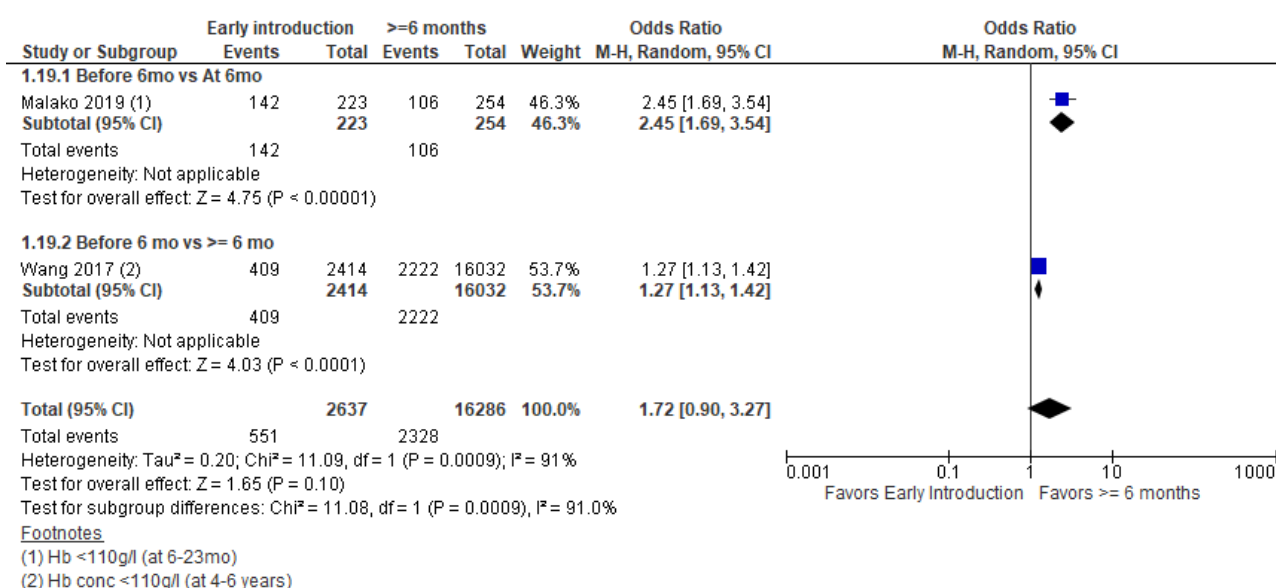 Early introduction >=6 months Odds Ratio Odds Ratio
Study or Subgroup Events Total Events Total Weight M-H, Random, 95% CI M-H, Random, 95% CI
1.19.1 Before 6mo vs At 6mo
Malako 2019 (1) 142 223 106 254 46.3% 2.45 [1.69, 3.54]
Subtotal (95% CI) 223 254 46.3% 2.45 [1.69, 3.54]
Total events 142 106
Heterogeneity: Not applicable
Test for overall effect: Z = 4.75 (P < 0.00001)
1.19.2 Before 6 mo vs >= 6 mo
Wang 2017 (2) 409 2414 2222 16032 53.7% 1.27 [1.13, 1.42]
Subtotal (95% CI) 2414 16032 53.7% 1.27 [1.13, 1.42]
Total events 409 2222
Heterogeneity: Not applicable
Test for overall effect: Z = 4.03 (P < 0.0001)
Total (95% CI) 2637 16286 100.0% 1.72 [0.90, 3.27]
Total events 551 2328
Heterogeneity: Tau² = 0.20; Chi² = 11.09, df = 1 (P = 0.0009); I² = 91%
Test for overall effect: Z = 1.65 (P = 0.10)
Test for subgroup differences: Chi² = 11.08, df = 1 (P = 0.0009), I² = 91.0%
0.001 0.1 1 10 1000
Favors Early Introduction Favors >= 6 months
Footnotes
(1) Hb <110g/l (at 6-23mo)
(2) Hb conc <110g/l (at 4-6 years)